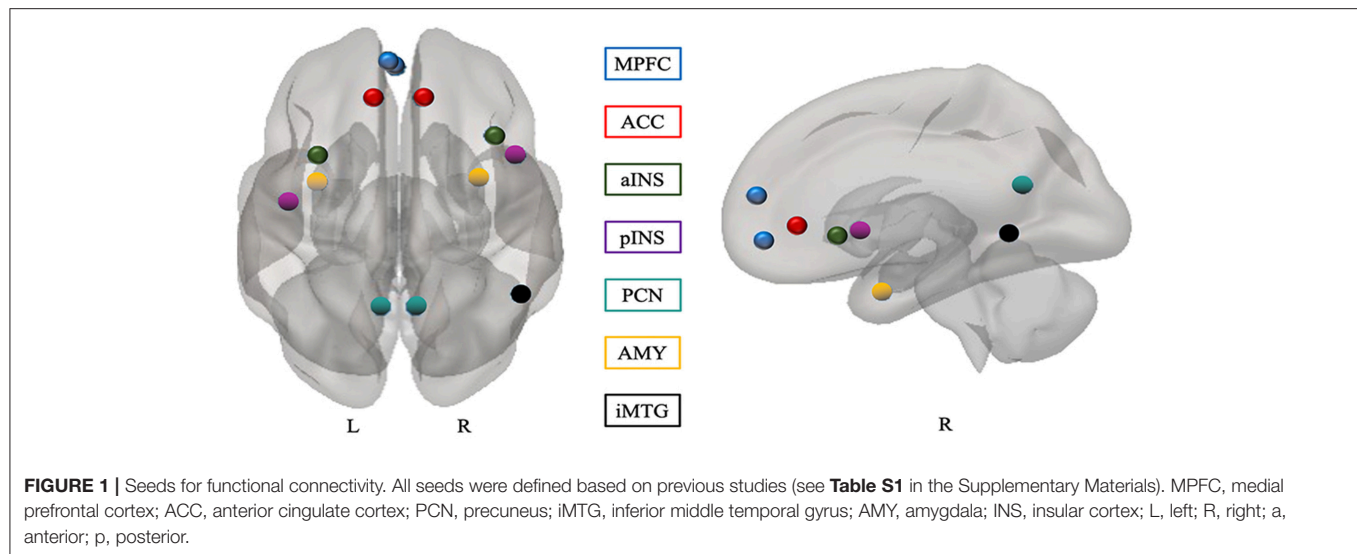 MPFC
ACC
aINS
pINS
PCN
AMY
iMTG
L R R
FIGURE 1 | Seeds for functional connectivity. All seeds were defined based on previous studies (see Table S1 in the Supplementary Materials). MPFC, medial
prefrontal cortex; ACC, anterior cingulate cortex; PCN, precuneus; iMTG, inferior middle temporal gyrus; AMY, amygdala; INS, insular cortex; L, left; R, right; a,
anterior; p, posterior.